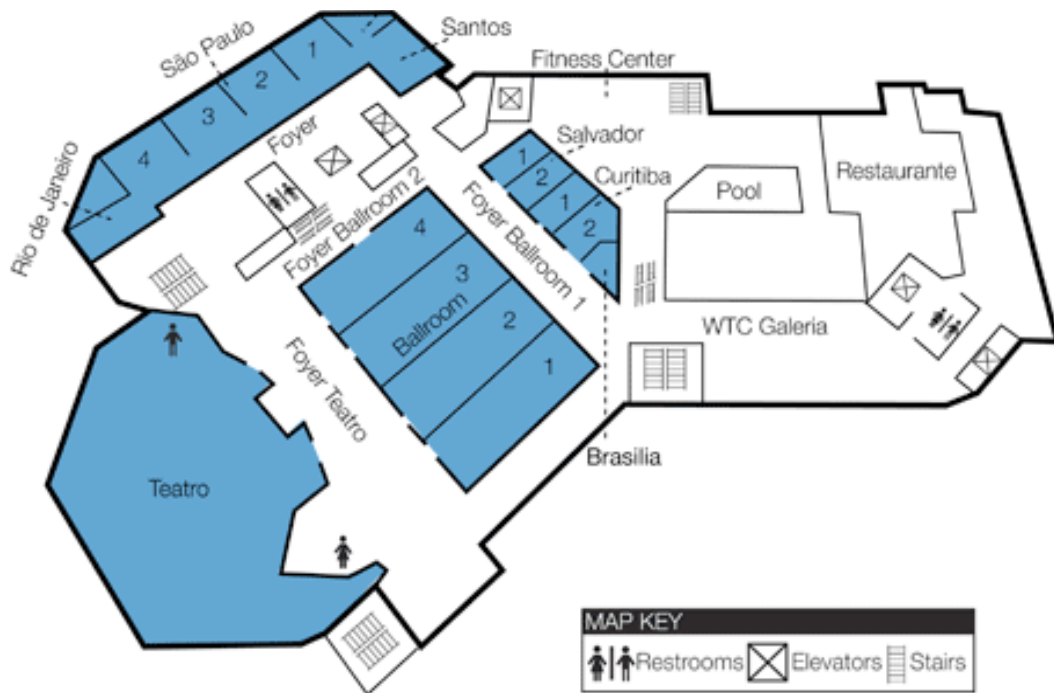 São Paulo
1
2
3
4
Santos
Rio de Janeiro
Foyer
Fitness Center
Salvador
1
2
Curitiba
1
2
Pool
Restaurante
Foyer Ballroom 2
Foyer Ballroom 1
4
3
Ballroom
2
1
WTC Galeria
Foyer Teatro
Brasilia
Teatro
MAP KEY
Restrooms
Elevators
Stairs